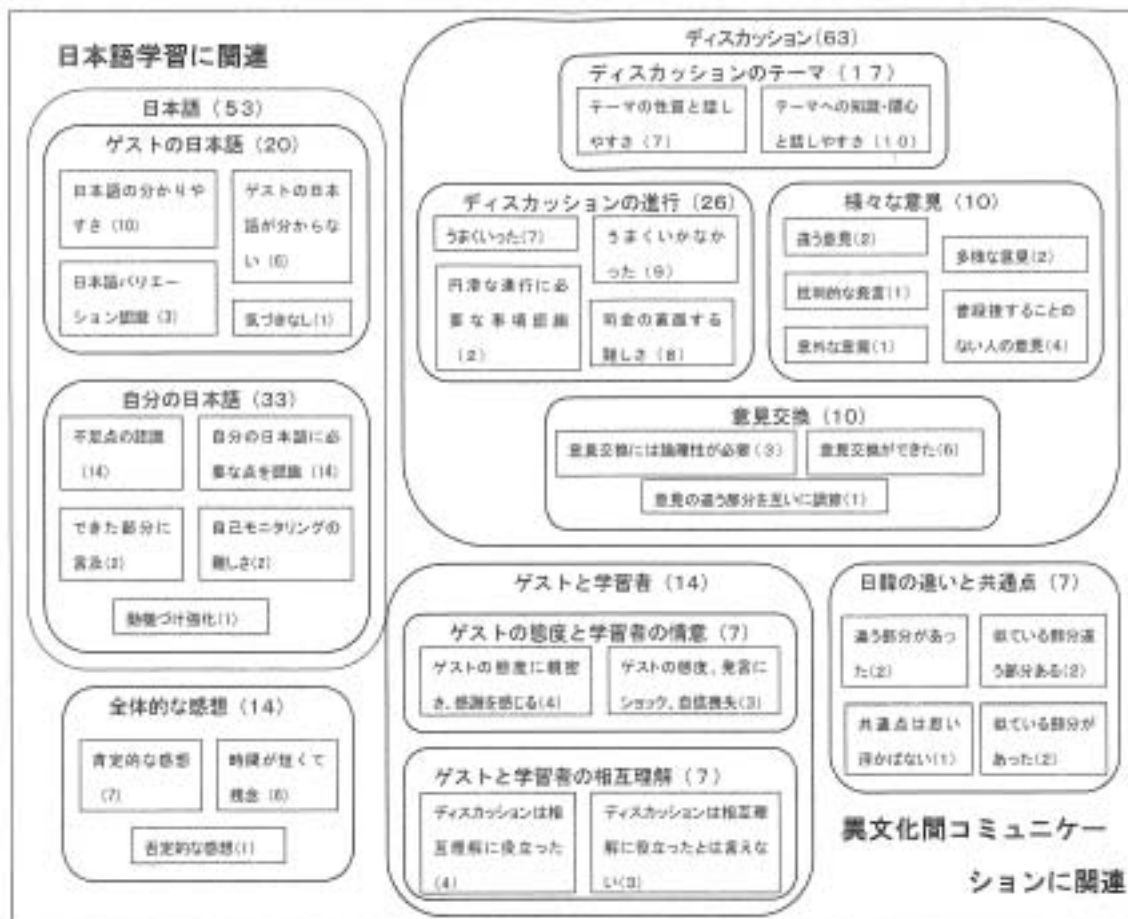 日本語学習に関連
日本語(53)
ゲストの日本語(20)
日本語の分かりや
すさ(10)
ゲストの日本
語が分からな
い(6)
日本語バリエー
ション認識(3)
気づきなし(1)
自分の日本語(33)
不足点の認識
(14)
自分の日本語に必
要な点を認識(14)
できた部分に
言及(2)
自己モニタリングの
難しさ(2)
動機づけ強化(1)
全体的な感想(14)
肯定的な感想
(7)
時間が短くて
残念(6)
否定的な感想(1)
ディスカッション(63)
ディスカッションのテーマ(17)
テーマの性質と話し
やすさ(7)
テーマへの知識・関心
と話しやすさ(10)
ディスカッションの進行(26)
うまくいった(7)
うまくいかなか
った(9)
円滑な進行に必
要な事項認識
(2)
司会の
難しさ(8)
様々な意見(10)
違う意見(2)
多様な意見(2)
批判的な発言(1)
普段接することの
ない人の意見(4)
意外な意見(1)
意見交換(10)
意見交換には論理性が必要(3)
意見交換ができた(6)
意見の違う部分を互いに調節(1)
ゲストと学習者(14)
ゲストの態度と学習者の情意(7)
ゲストの態度に親密
さ、感謝を感じる(4)
ゲストの態度、発言に
ショック、自信喪失(3)
ゲストと学習者の相互理解(7)
ディスカッションは相
互理解に役立った
(4)
ディスカッションは相互理
解に役立ったとは言えな
い(3)
日韓の違いと共通点(7)
違う部分があっ
た(2)
似ている部分違
う部分ある(2)
共通点は思い
浮かばない(1)
似ている部分が
あった(2)
異文化間コミュニケー
ションに関連